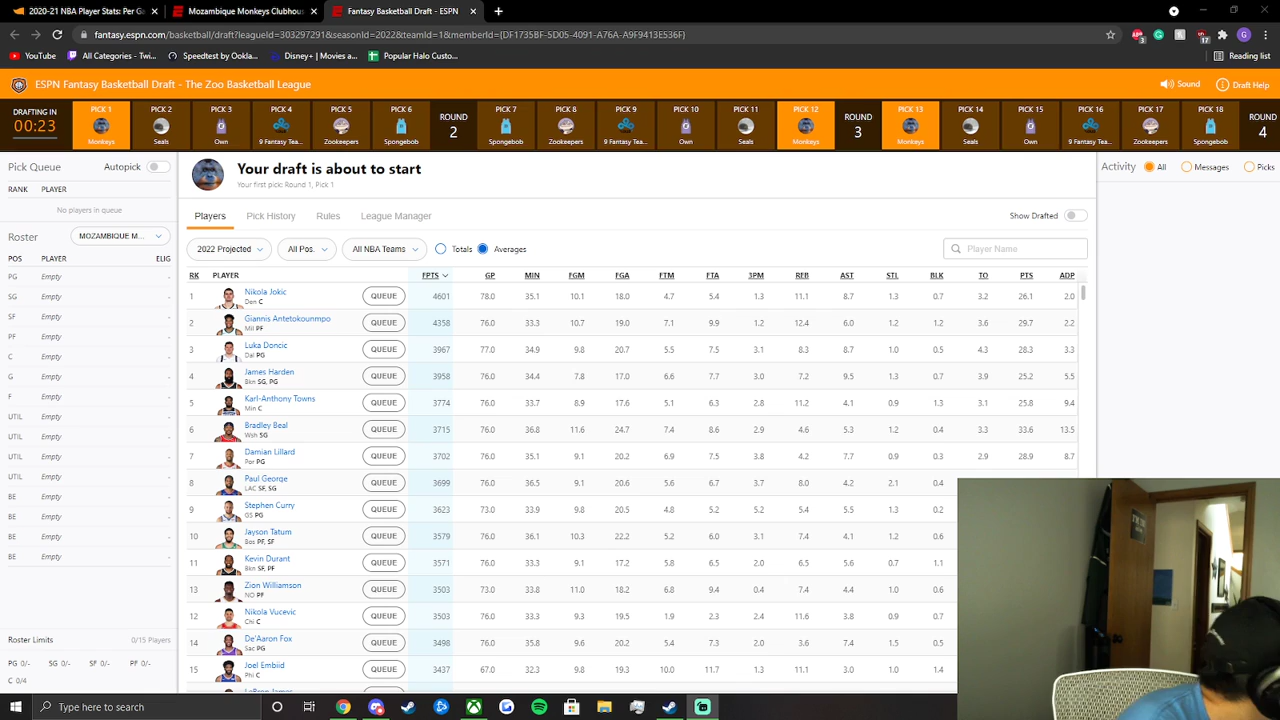 2020-21 NBA Player Stats: Per Ga
Mozambique Monkeys Clubhous
Fantasy Basketball Draft - ESPN
fantasy.espn.com/basketball/draft?leagueId=303297291&seasonId=2022&teamId=1&memberId={DF1735BF-5D05-4091-A76A-A9F9413E536F}
YouTube
All Categories - Twi...
Speedtest by Ookla...
Disney+ | Movies a...
Popular Halo Custo...
Reading list
ESPN Fantasy Basketball Draft - The Zoo Basketball League
Sound
Draft Help
DRAFTING IN
00:23
PICK 1
Monkeys
PICK 2
Seals
PICK 3
Own
PICK 4
9 Fantasy Tea...
PICK 5
Zookeepers
PICK 6
Spongebob
ROUND
2
PICK 7
Spongebob
PICK 8
Zookeepers
PICK 9
9 Fantasy Tea...
PICK 10
Own
PICK 11
Seals
PICK 12
Monkeys
ROUND
3
PICK 13
Monkeys
PICK 14
Seals
PICK 15
Own
PICK 16
9 Fantasy Tea...
PICK 17
Zookeepers
PICK 18
Spongebob
ROUND
4
Pick Queue Autopick
RANK PLAYER
No players in queue
Roster MOZAMBIQUE M...
POS PLAYER ELIG
PG Empty -
SG Empty -
SF Empty -
PF Empty -
C Empty -
G Empty -
F Empty -
UTIL Empty -
UTIL Empty -
UTIL Empty -
BE Empty -
BE Empty -
BE Empty -
BE Empty -
Roster Limits 0/15 Players
PG 0/- SG 0/- SF 0/- PF 0/-
C 0/4
Your draft is about to start
Your first pick: Round 1, Pick 1
Players Pick History Rules League Manager Show Drafted
2022 Projected All Pos. All NBA Teams Totals Averages Player Name
RK PLAYER FPTS GP MIN FGM FGA FTM FTA 3PM REB AST STL BLK TO PTS ADP
1 Nikola Jokic Den C QUEUE 4601 78.0 35.1 10.1 18.0 4.7 5.4 1.3 11.1 8.7 1.3 0.7 3.2 26.1 2.0
2 Giannis Antetokounmpo Mil PF QUEUE 4358 76.0 33.3 10.7 19.0 7.1 9.9 1.2 12.4 6.0 1.2 1.2 3.6 29.7 2.2
3 Luka Doncic Dal PG QUEUE 3967 77.0 34.9 9.8 20.7 5.5 7.5 3.1 8.3 8.7 1.0 0.5 4.3 28.3 3.3
4 James Harden Bkn SG, PG QUEUE 3958 76.0 34.4 7.8 17.0 6.6 7.7 3.0 7.2 9.5 1.3 0.7 3.9 25.2 5.5
5 Karl-Anthony Towns Min C QUEUE 3774 76.0 33.7 8.9 17.6 5.1 6.3 2.8 11.2 4.1 0.9 1.3 3.1 25.8 9.4
6 Bradley Beal Wsh SG QUEUE 3715 76.0 36.8 11.6 24.7 7.4 8.6 2.9 4.6 5.3 1.2 0.4 3.3 33.6 13.5
7 Damian Lillard Por PG QUEUE 3702 76.0 35.1 9.1 20.2 6.9 7.5 3.8 4.2 7.7 0.9 0.3 2.9 28.9 8.7
8 Paul George LAC SF, SG QUEUE 3699 76.0 36.5 9.1 20.6 5.6 6.7 3.7 8.0 4.2 2.1 0.4
9 Stephen Curry GS PG QUEUE 3623 73.0 33.9 9.8 20.5 4.8 5.2 5.2 5.4 5.5 1.3 0.2
10 Jayson Tatum Bos PF, SF QUEUE 3579 76.0 36.1 10.3 22.2 5.2 6.0 3.1 7.4 4.1 1.2 0.6
11 Kevin Durant Bkn SF, PF QUEUE 3571 76.0 33.3 9.1 17.2 5.8 6.5 2.0 6.5 5.6 0.7 1.1
13 Zion Williamson NO PF QUEUE 3503 73.0 33.8 11.0 18.2 6.8 9.4 0.4 7.4 4.4 1.0 0.6
12 Nikola Vucevic Chi C QUEUE 3503 76.0 33.3 9.3 19.5 1.9 2.3 2.4 11.6 3.8 0.9 0.7
14 De'Aaron Fox Sac PG QUEUE 3498 76.0 35.8 9.6 20.2 5.4 7.3 2.0 3.6 7.4 1.5 0.5
15 Joel Embiid Phi C QUEUE 3437 67.0 32.3 9.8 19.3 10.0 11.7 1.3 11.1 3.0 1.0 1.4
LeBron James
Activity All Messages Picks
Type here to search